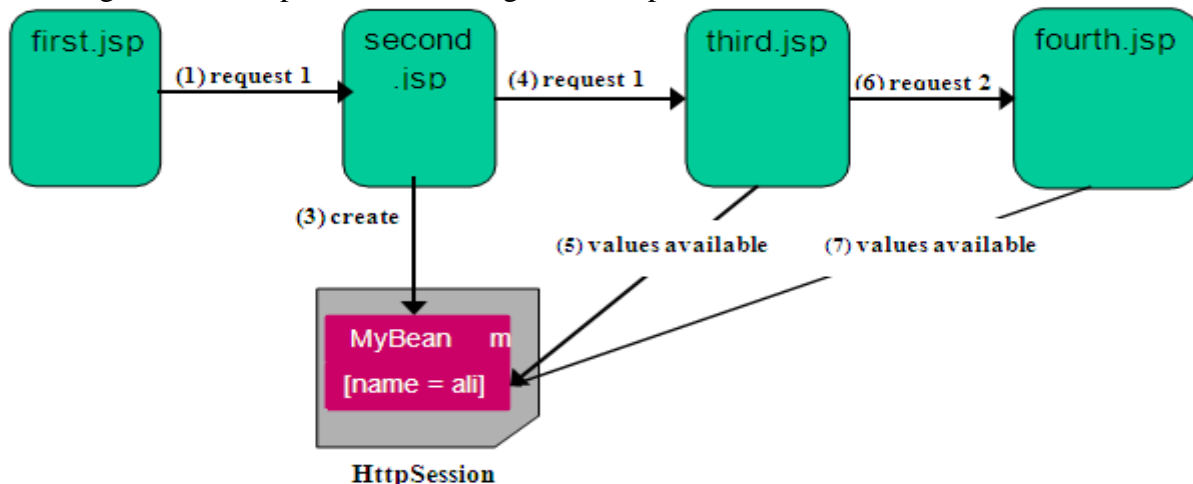 first.jsp
second
.jsp
third.jsp
fourth.jsp
(1) request 1
(4) request 1
(6) request 2
(3) create
(5) values available
(7) values available
MyBean m
[name = ali]
HttpSession